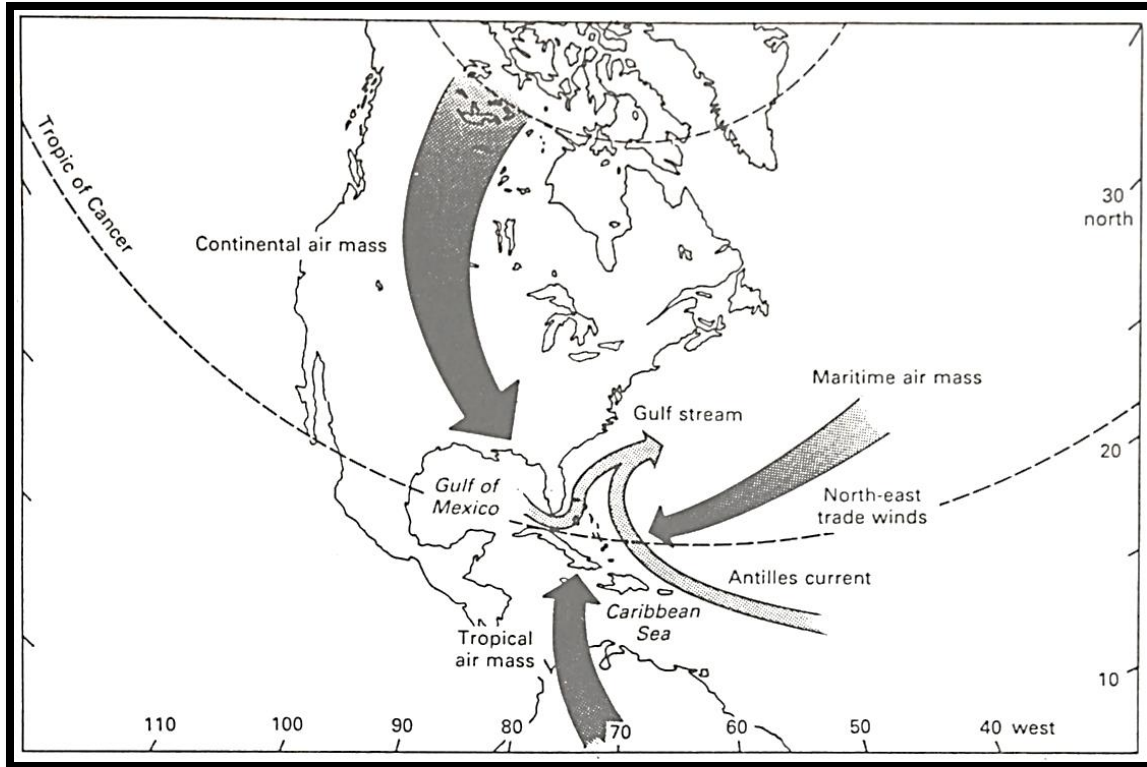 Tropic of Cancer
Continental air mass
30
north
Maritime air mass
Gulf stream
20
Gulf of
Mexico
North-east
trade winds
Antilles current
Caribbean
Sea
Tropical
air mass
10
110
100
90
80
70
60
50
40 west